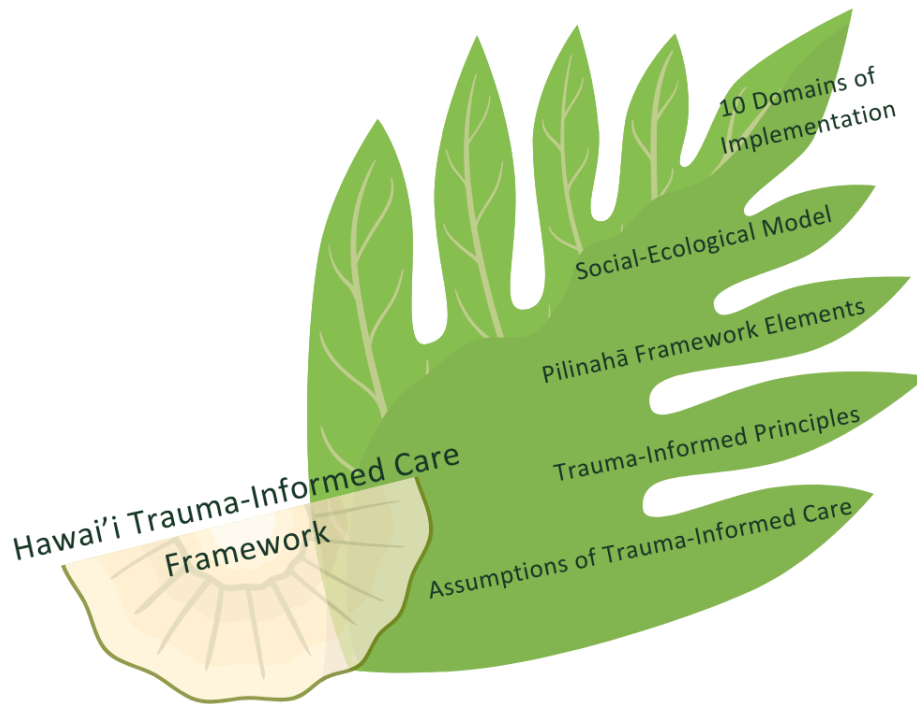 10 Domains of
Implementation
Social-Ecological Model
Pilinahā Framework Elements
Trauma-Informed Principles
Assumptions of Trauma-Informed Care
Hawai’i Trauma-Informed Care
Framework